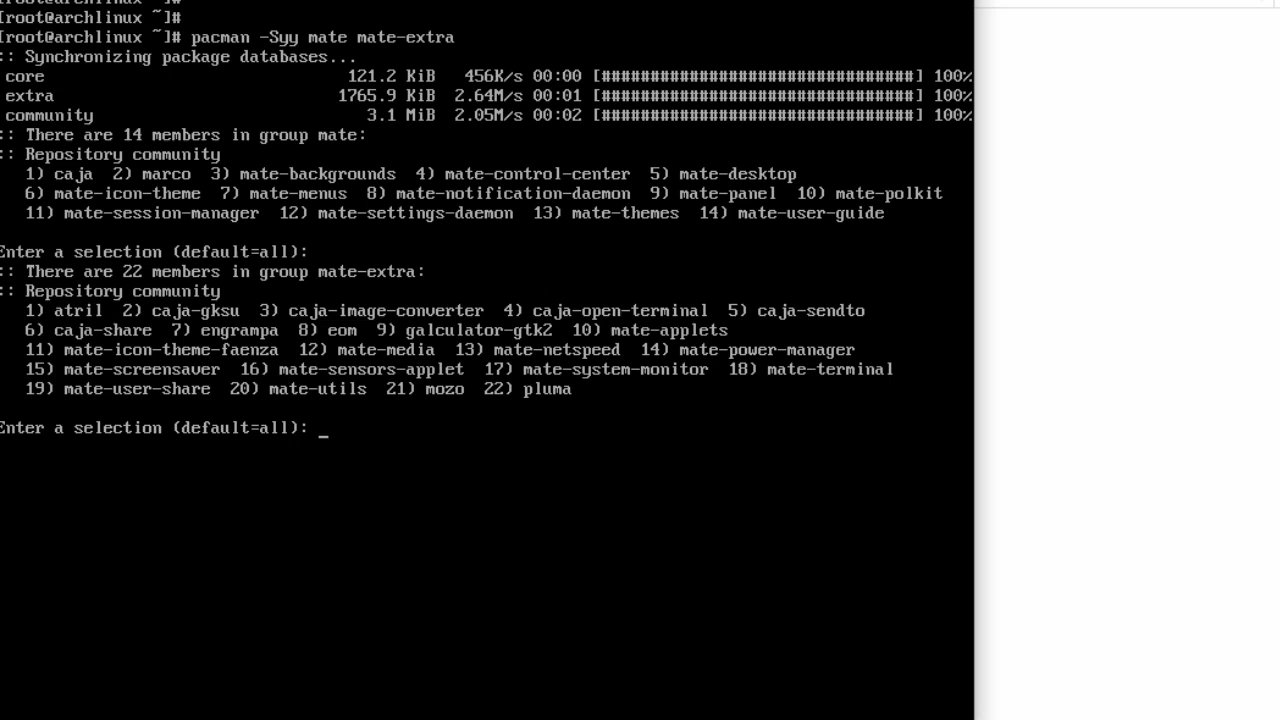 [root@archlinux ~]#
[root@archlinux ~]#
[root@archlinux ~]# pacman -Syy mate mate-extra
:: Synchronizing package databases...
core 121.2 KiB 456K/s 00:00 [################################] 100%
extra 1765.9 KiB 2.64M/s 00:01 [################################] 100%
community 3.1 MiB 2.05M/s 00:02 [################################] 100%
:: There are 14 members in group mate:
:: Repository community
1) caja 2) marco 3) mate-backgrounds 4) mate-control-center 5) mate-desktop
6) mate-icon-theme 7) mate-menus 8) mate-notification-daemon 9) mate-panel 10) mate-polkit
11) mate-session-manager 12) mate-settings-daemon 13) mate-themes 14) mate-user-guide
Enter a selection (default=all):
:: There are 22 members in group mate-extra:
:: Repository community
1) atril 2) caja-gksu 3) caja-image-converter 4) caja-open-terminal 5) caja-sendto
6) caja-share 7) engrampa 8) eom 9) galculator-gtk2 10) mate-applets
11) mate-icon-theme-faenza 12) mate-media 13) mate-netspeed 14) mate-power-manager
15) mate-screensaver 16) mate-sensors-applet 17) mate-system-monitor 18) mate-terminal
19) mate-user-share 20) mate-utils 21) mozo 22) pluma
Enter a selection (default=all): _